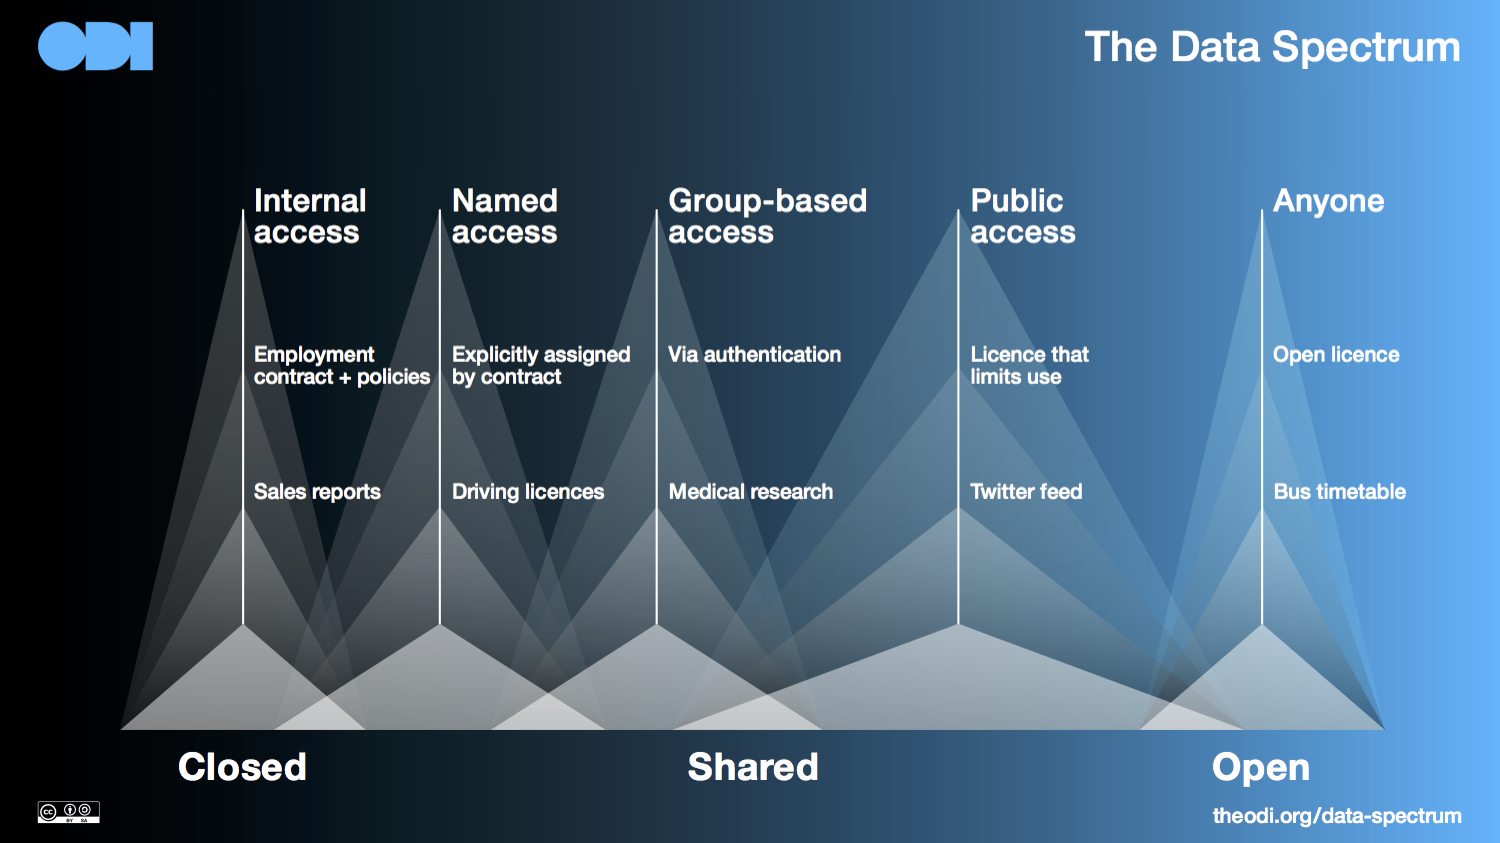 ODI
The Data Spectrum
Internal
access
Named
access
Group-based
access
Public
access
Anyone
Employment
contract + policies
Explicitly assigned
by contract
Via authentication
Licence that
limits use
Open licence
Sales reports
Driving licences
Medical research
Twitter feed
Bus timetable
Closed
Shared
Open
cc
BY SA
theodi.org/data-spectrum